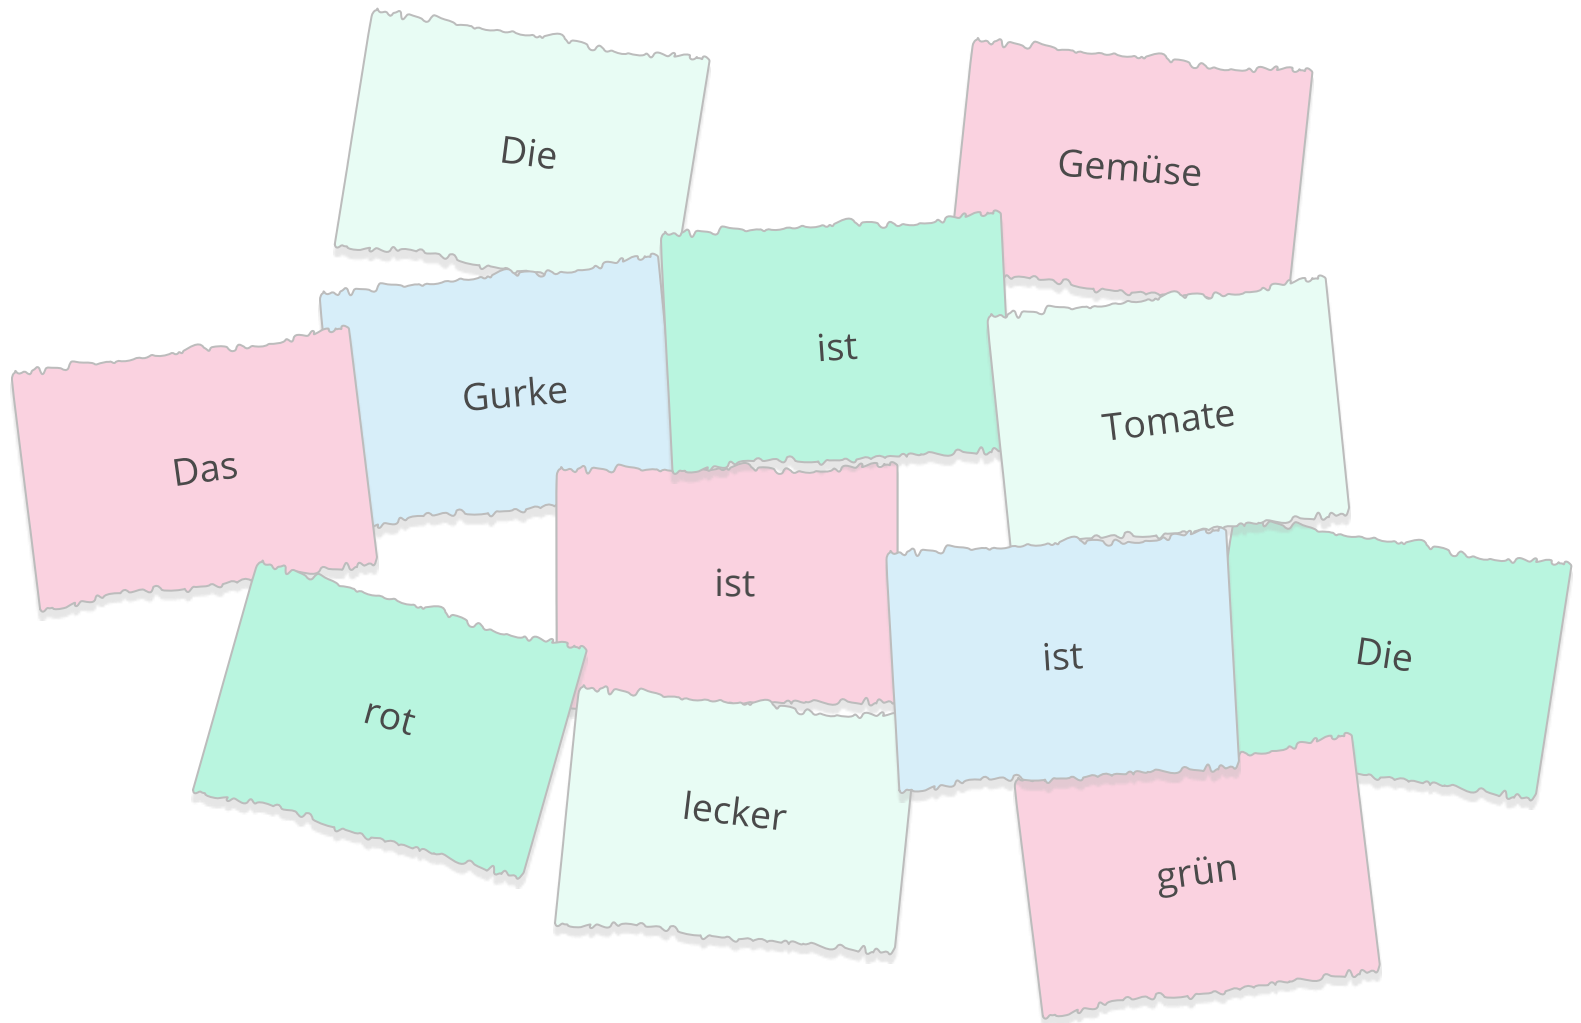 Die
Gemüse
ist
Gurke
Tomate
Das
ist
ist
Die
rot
lecker
grün